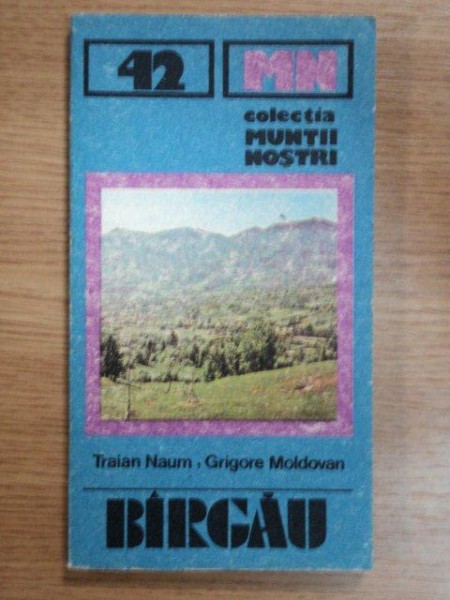 42
MN
colecția
MUNȚII
NOȘTRI
Traian Naum, Grigore Moldovan
BÎRGĂU